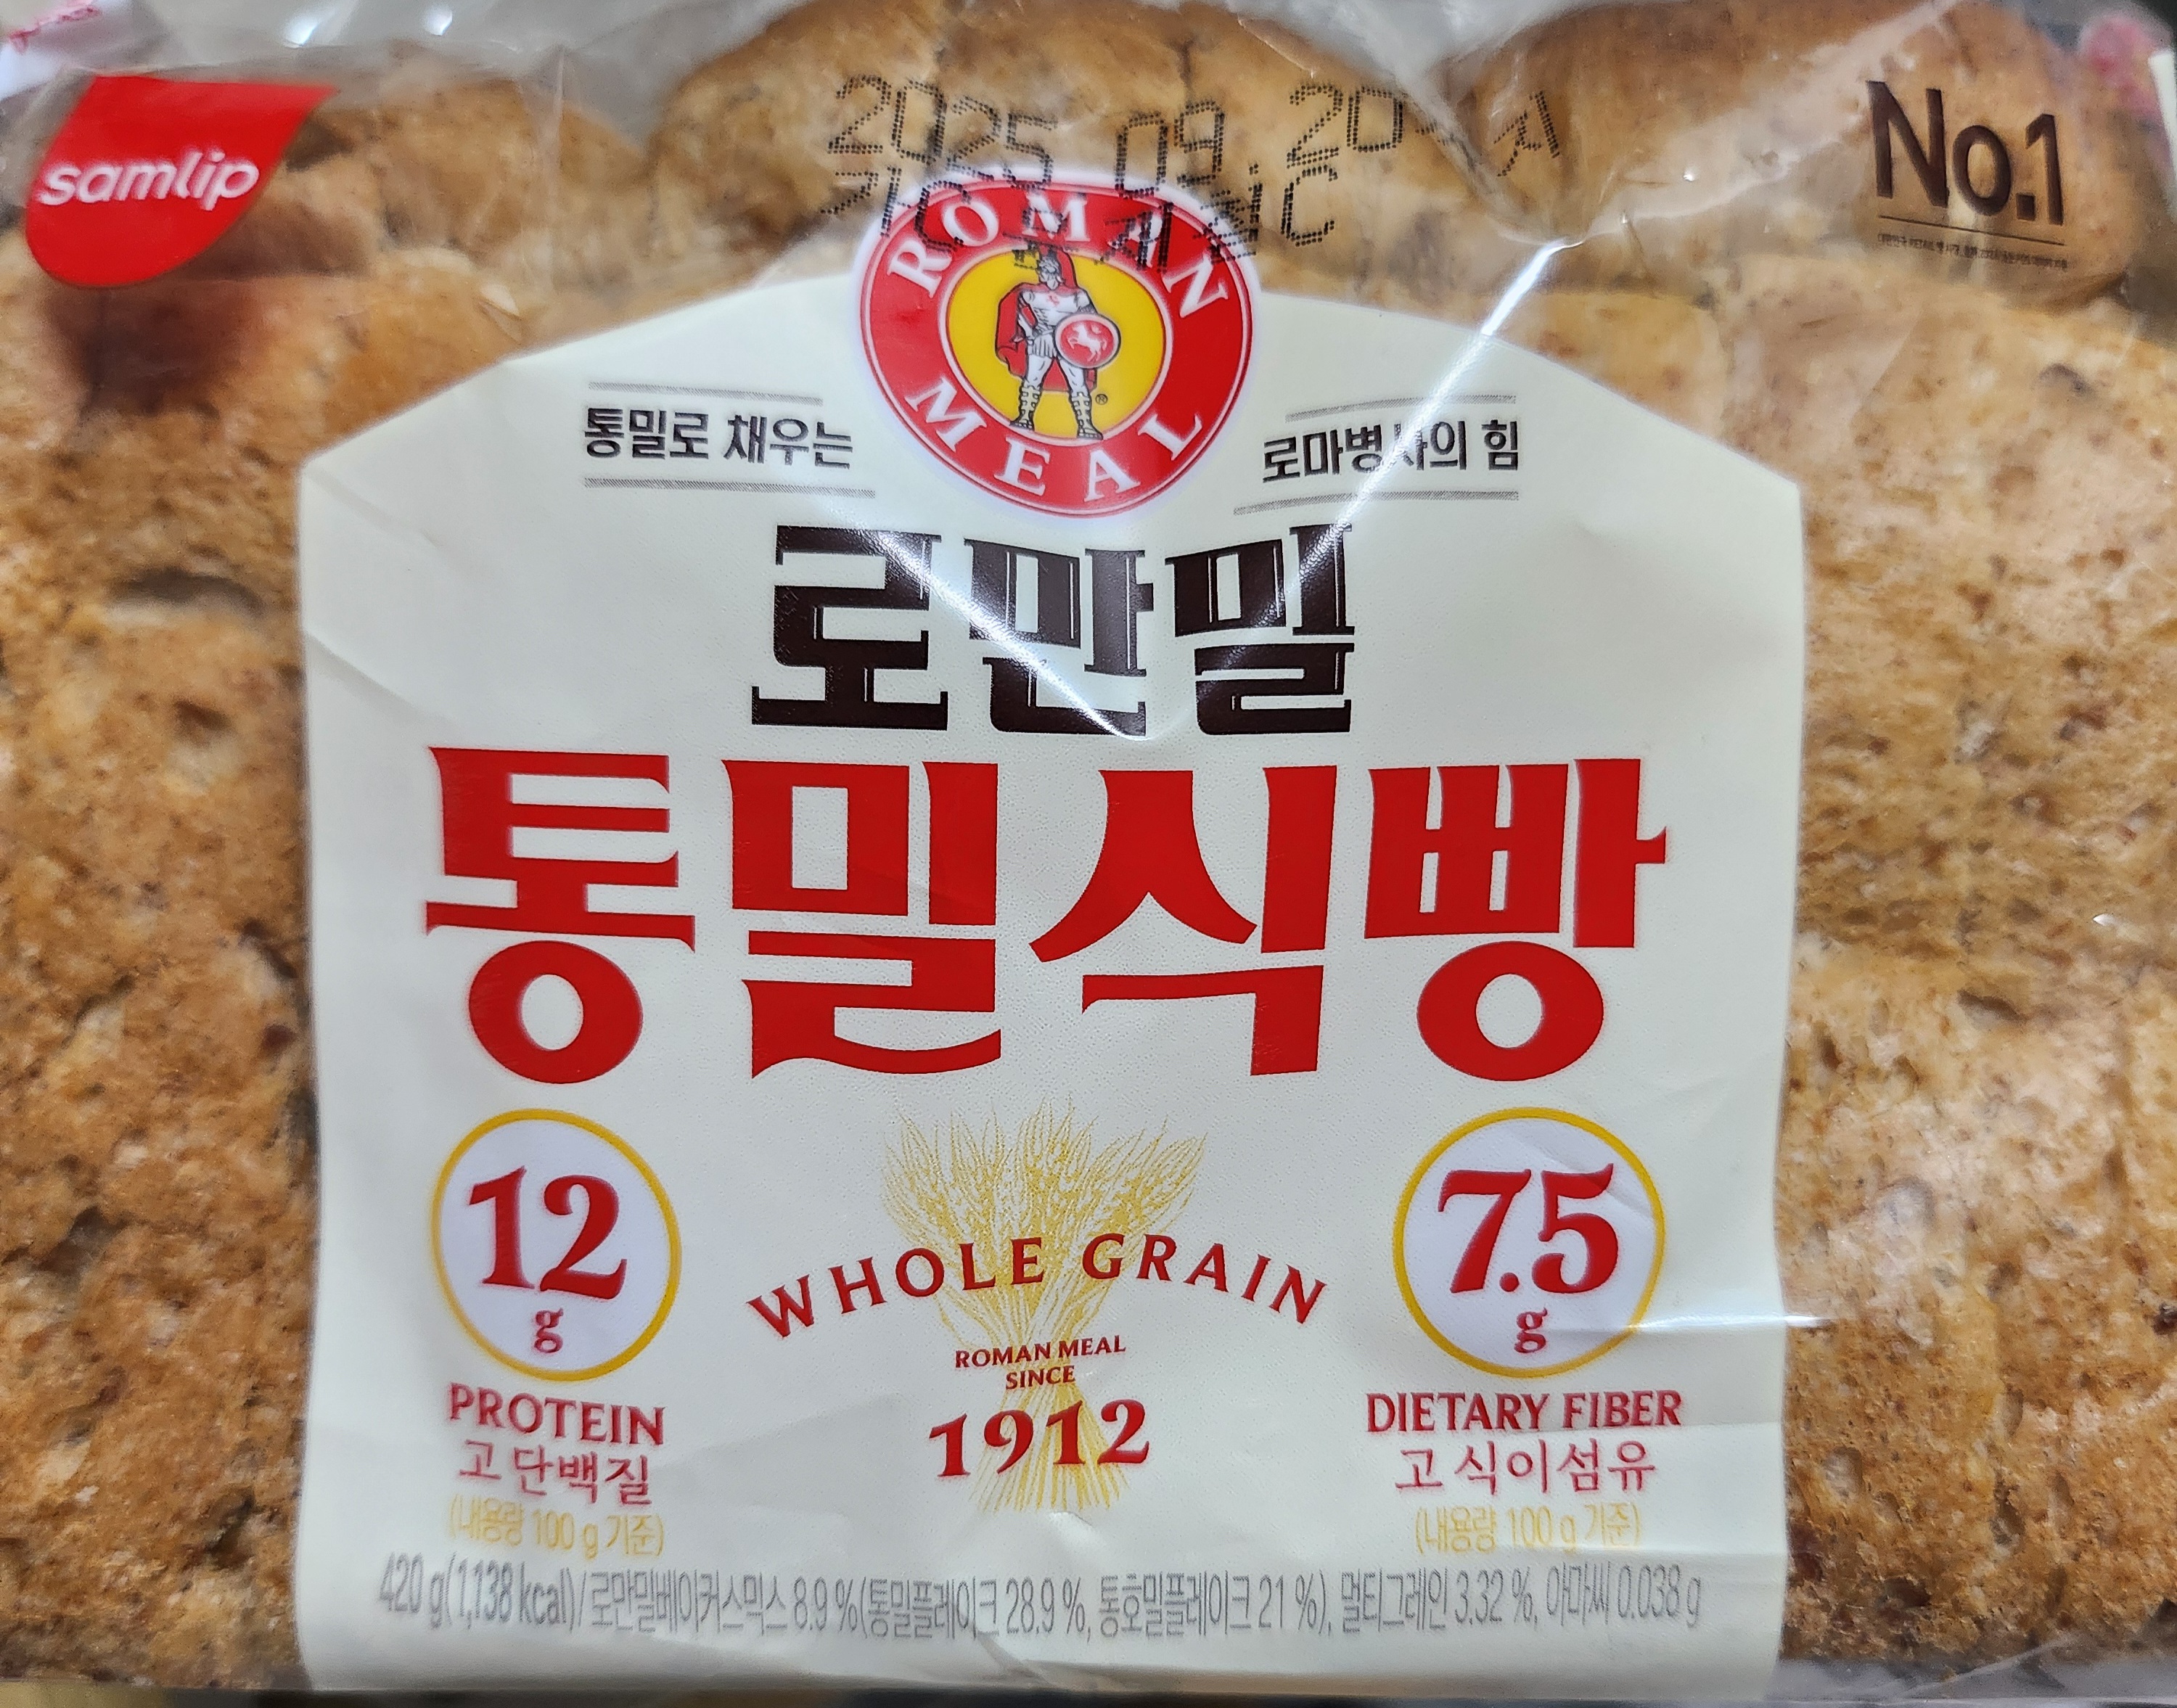 samlip
2025.09.20
No.1
ROMAN MEAL
통밀로 채우는
로마병사의 힘
로만밀
통밀식빵
12
g
PROTEIN
고 단백질
(내용량 100 g 기준)
WHOLE GRAIN
ROMAN MEAL
SINCE
1912
7.5
g
DIETARY FIBER
고 식이섬유
(내용량 100 g 기준)
420 g(1,138 kcal)/로만밀베이커스믹스 8.9 %(통밀플레이크 28.9 %, 통호밀플레이크 21 %), 멀티그레인 3.32 %, 아마씨 0.038 g